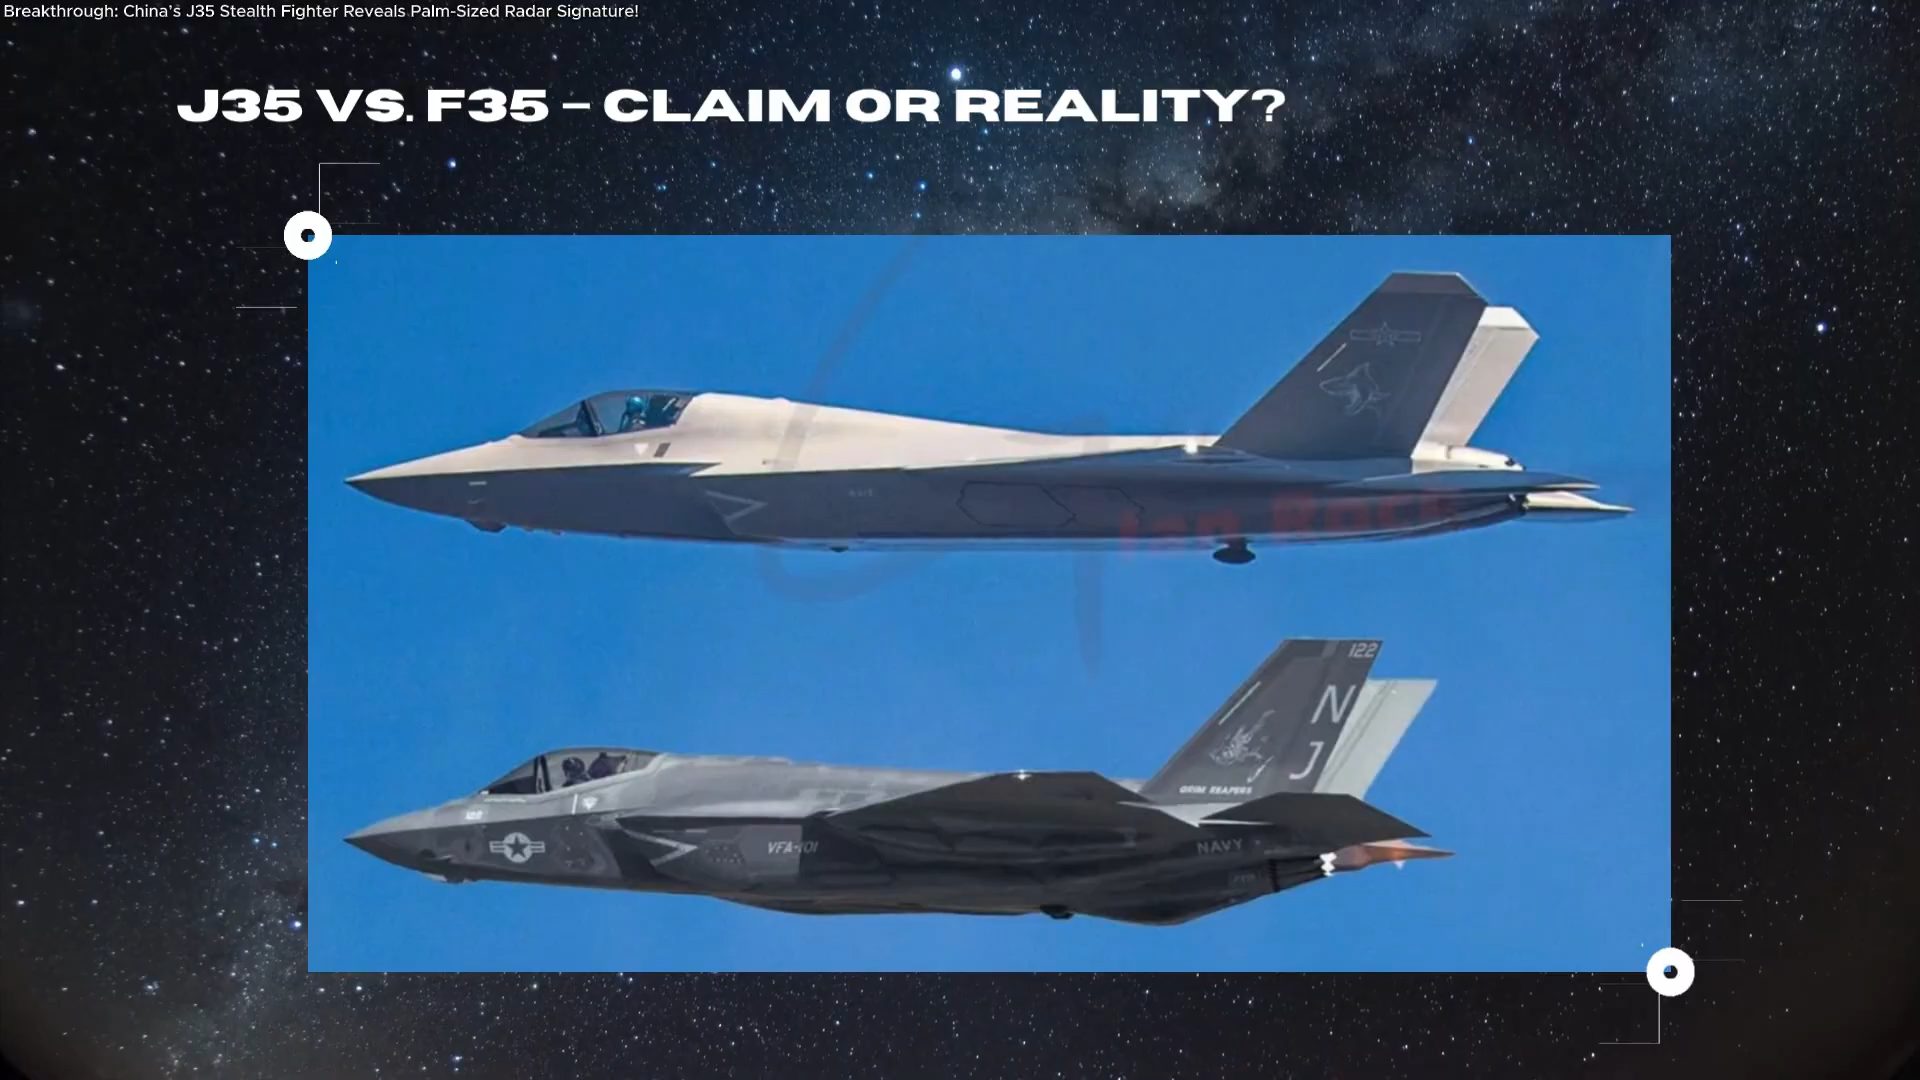 Breakthrough: China's J35 Stealth Fighter Reveals Palm-Sized Radar Signature!
J35 VS. F35 – CLAIM OR REALITY?
122
N
J
GRIM REAPERS
122
VFA-101
NAVY